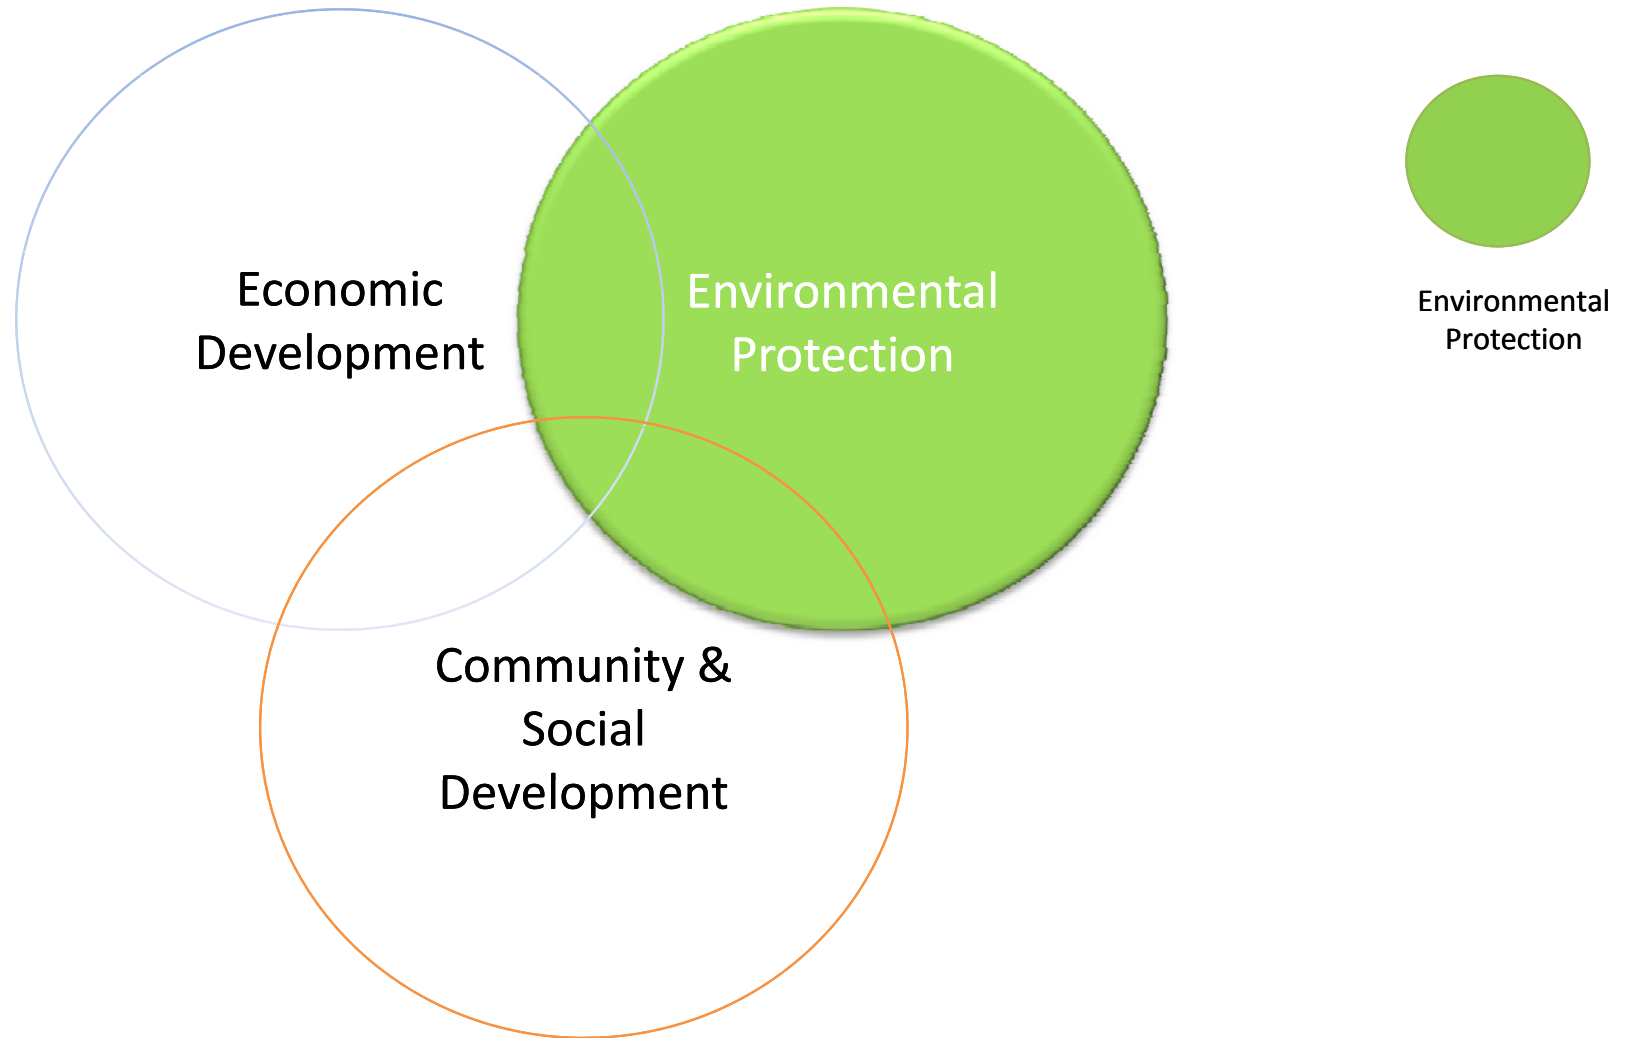 Economic
Development
Environmental
Protection
Community &
Social
Development
Environmental
Protection